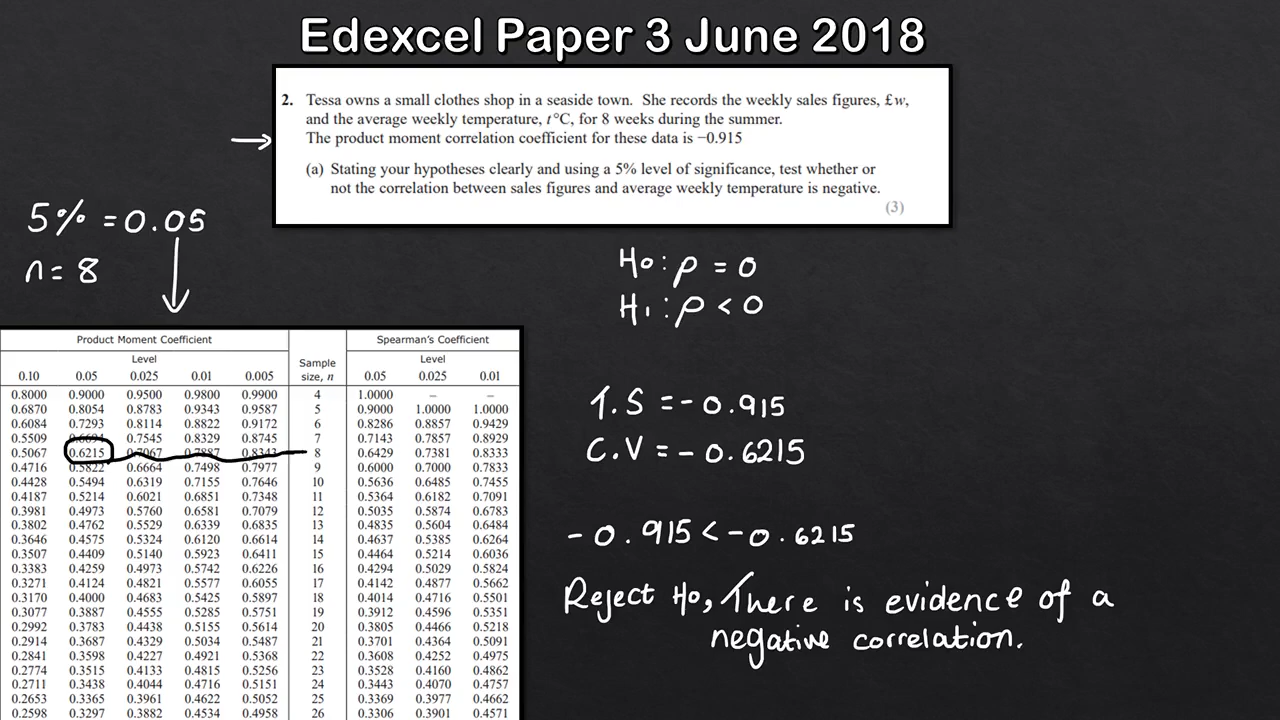 Edexcel Paper 3 June 2018
2. Tessa owns a small clothes shop in a seaside town. She records the weekly sales figures, £w,
and the average weekly temperature, t°C, for 8 weeks during the summer.
The product moment correlation coefficient for these data is −0.915
(a) Stating your hypotheses clearly and using a 5% level of significance, test whether or
not the correlation between sales figures and average weekly temperature is negative.
(3)
5% = 0.05
n = 8
H₀ : ρ = 0
H₁ : ρ < 0
T.S = -0.915
C.V = -0.6215
-0.915 < -0.6215
Reject H₀, There is evidence of a
negative correlation.
Product Moment Coefficient Spearman's Coefficient
Level Sample Level
0.10 0.05 0.025 0.01 0.005 size, n 0.05 0.025 0.01
0.8000 0.9000 0.9500 0.9800 0.9900 4 1.0000 – –
0.6870 0.8054 0.8783 0.9343 0.9587 5 0.9000 1.0000 1.0000
0.6084 0.7293 0.8114 0.8822 0.9172 6 0.8286 0.8857 0.9429
0.5509 0.6694 0.7545 0.8329 0.8745 7 0.7143 0.7857 0.8929
0.5067 0.6215 0.7067 0.7887 0.8343 8 0.6429 0.7381 0.8333
0.4716 0.5822 0.6664 0.7498 0.7977 9 0.6000 0.7000 0.7833
0.4428 0.5494 0.6319 0.7155 0.7646 10 0.5636 0.6485 0.7455
0.4187 0.5214 0.6021 0.6851 0.7348 11 0.5364 0.6182 0.7091
0.3981 0.4973 0.5760 0.6581 0.7079 12 0.5035 0.5874 0.6783
0.3802 0.4762 0.5529 0.6339 0.6835 13 0.4835 0.5604 0.6484
0.3646 0.4575 0.5324 0.6120 0.6614 14 0.4637 0.5385 0.6264
0.3507 0.4409 0.5140 0.5923 0.6411 15 0.4464 0.5214 0.6036
0.3383 0.4259 0.4973 0.5742 0.6226 16 0.4294 0.5029 0.5824
0.3271 0.4124 0.4821 0.5577 0.6055 17 0.4142 0.4877 0.5662
0.3170 0.4000 0.4683 0.5425 0.5897 18 0.4014 0.4716 0.5501
0.3077 0.3887 0.4555 0.5285 0.5751 19 0.3912 0.4596 0.5351
0.2992 0.3783 0.4438 0.5155 0.5614 20 0.3805 0.4466 0.5218
0.2914 0.3687 0.4329 0.5034 0.5487 21 0.3701 0.4364 0.5091
0.2841 0.3598 0.4227 0.4921 0.5368 22 0.3608 0.4252 0.4975
0.2774 0.3515 0.4133 0.4815 0.5256 23 0.3528 0.4160 0.4862
0.2711 0.3438 0.4044 0.4716 0.5151 24 0.3443 0.4070 0.4757
0.2653 0.3365 0.3961 0.4622 0.5052 25 0.3369 0.3977 0.4662
0.2598 0.3297 0.3882 0.4534 0.4958 26 0.3306 0.3901 0.4571